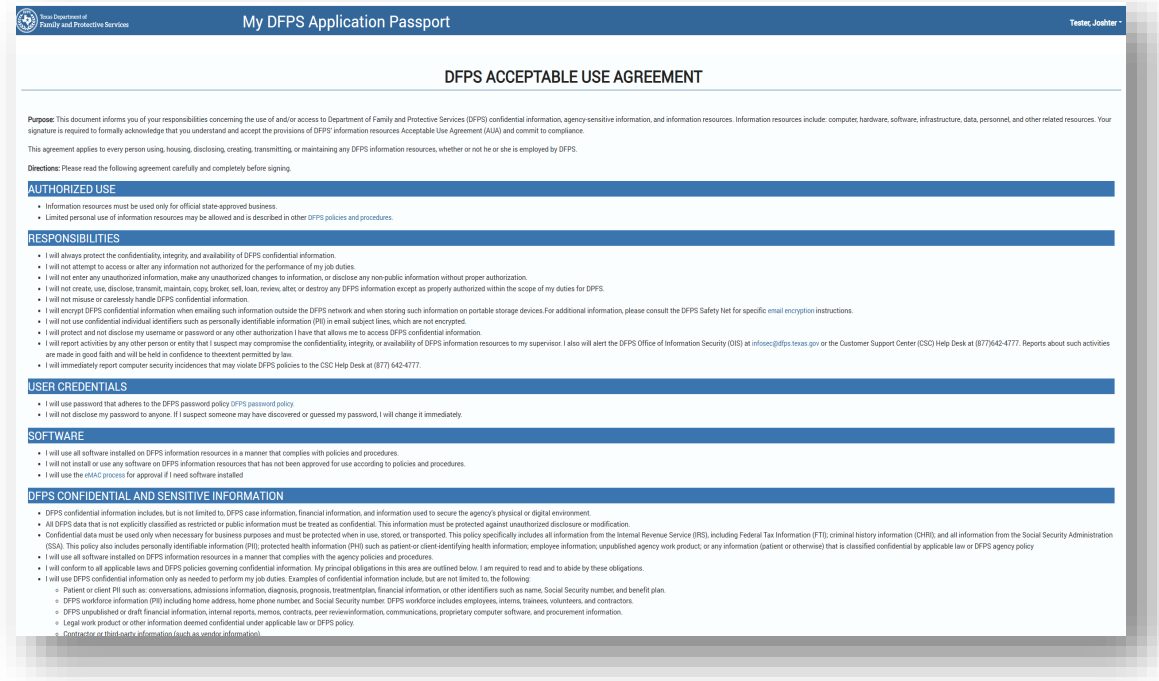 Texas Department of
Family and Protective Services
My DFPS Application Passport
Tester, Joahter
DFPS ACCEPTABLE USE AGREEMENT
Purpose: This document informs you of your responsibilities concerning the use of and/or access to Department of Family and Protective Services (DFPS) confidential information, agency-sensitive information, and information resources. Information resources include: computer, hardware, software, infrastructure, data, personnel, and other related resources. Your
signature is required to formally acknowledge that you understand and accept the provisions of DFPS' information resources Acceptable Use Agreement (AUA) and commit to compliance.
This agreement applies to every person using, housing, disclosing, creating, transmitting, or maintaining any DFPS information resources, whether or not he or she is employed by DFPS.
Directions: Please read the following agreement carefully and completely before signing.
AUTHORIZED USE
• Information resources must be used only for official state-approved business.
• Limited personal use of information resources may be allowed and is described in other DFPS policies and procedures.
RESPONSIBILITIES
• I will always protect the confidentiality, integrity, and availability of DFPS confidential information.
• I will not attempt to access or alter any information not authorized for the performance of my job duties.
• I will not enter any unauthorized information, make any unauthorized changes to information, or disclose any non-public information without proper authorization.
• I will not create, use, disclose, transmit, maintain, copy, broker, sell, loan, review, alter, or destroy any DFPS information except as properly authorized within the scope of my duties for DPFS.
• I will not misuse or carelessly handle DFPS confidential information.
• I will encrypt DFPS confidential information when emailing such information outside the DFPS network and when storing such information on portable storage devices.For additional information, please consult the DFPS Safety Net for specific email encryption instructions.
• I will not use confidential individual identifiers such as personally identifiable information (PII) in email subject lines, which are not encrypted.
• I will protect and not disclose my username or password or any other authorization I have that allows me to access DFPS confidential information.
• I will report activities by any other person or entity that I suspect may compromise the confidentiality, integrity, or availability of DFPS information resources to my supervisor. I also will alert the DFPS Office of Information Security (OIS) at infosec@dfps.texas.gov or the Customer Support Center (CSC) Help Desk at (877)642-4777. Reports about such activities
are made in good faith and will be held in confidence to theextent permitted by law.
• I will immediately report computer security incidences that may violate DFPS policies to the CSC Help Desk at (877) 642-4777.
USER CREDENTIALS
• I will use password that adheres to the DFPS password policy DFPS password policy.
• I will not disclose my password to anyone. If I suspect someone may have discovered or guessed my password, I will change it immediately.
SOFTWARE
• I will use all software installed on DFPS information resources in a manner that complies with policies and procedures.
• I will not install or use any software on DFPS information resources that has not been approved for use according to policies and procedures.
• I will use the eMAC process for approval if I need software installed
DFPS CONFIDENTIAL AND SENSITIVE INFORMATION
• DFPS confidential information includes, but is not limited to, DFPS case information, financial information, and information used to secure the agency's physical or digital environment.
• All DFPS data that is not explicitly classified as restricted or public information must be treated as confidential. This information must be protected against unauthorized disclosure or modification.
• Confidential data must be used only when necessary for business purposes and must be protected when in use, stored, or transported. This policy specifically includes all information from the Internal Revenue Service (IRS), including Federal Tax Information (FTI); criminal history information (CHRI); and all information from the Social Security Administration
(SSA). This policy also includes personally identifiable information (PII); protected health information (PHI) such as patient-or client-identifying health information; employee information; unpublished agency work product; or any information (patient or otherwise) that is classified confidential by applicable law or DFPS agency policy
• I will use all software installed on DFPS information resources in a manner that complies with the agency policies and procedures.
• I will conform to all applicable laws and DFPS policies governing confidential information. My principal obligations in this area are outlined below. I am required to read and to abide by these obligations.
• I will use DFPS confidential information only as needed to perform my job duties. Examples of confidential information include, but are not limited to, the following:
◦ Patient or client PII such as: conversations, admissions information, diagnosis, prognosis, treatmentplan, financial information, or other identifiers such as name, Social Security number, and benefit plan.
◦ DFPS workforce information (PII) including home address, home phone number, and Social Security number. DFPS workforce includes employees, interns, trainees, volunteers, and contractors.
◦ DFPS unpublished or draft financial information, internal reports, memos, contracts, peer reviewinformation, communications, proprietary computer software, and procurement information.
◦ Legal work product or other information deemed confidential under applicable law or DFPS policy.
◦ Contractor or third-party information (such as vendor information)